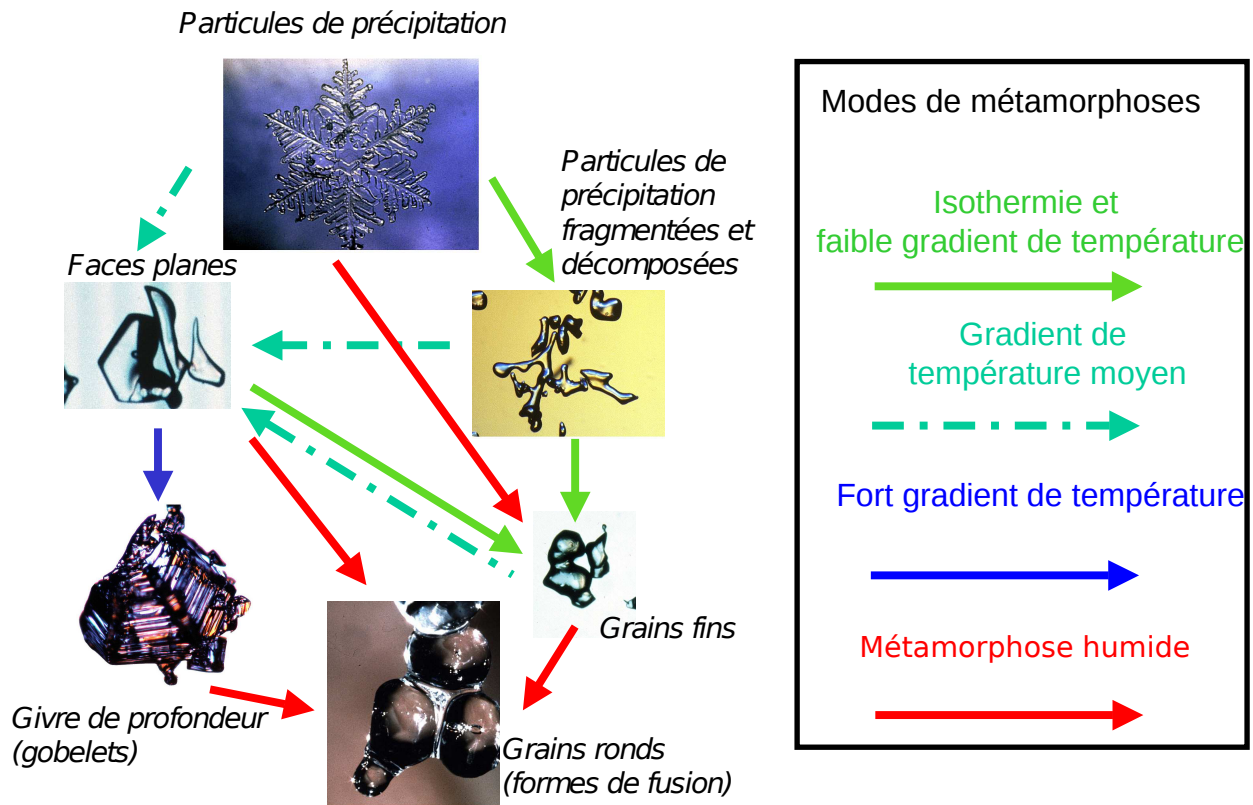 Particules de précipitation
Particules de
précipitation
fragmentées et
décomposées
Faces planes
Grains fins
Givre de profondeur
(gobelets)
Grains ronds
(formes de fusion)
Modes de métamorphoses
Isothermie et
faible gradient de température
Gradient de
température moyen
Fort gradient de température
Métamorphose humide